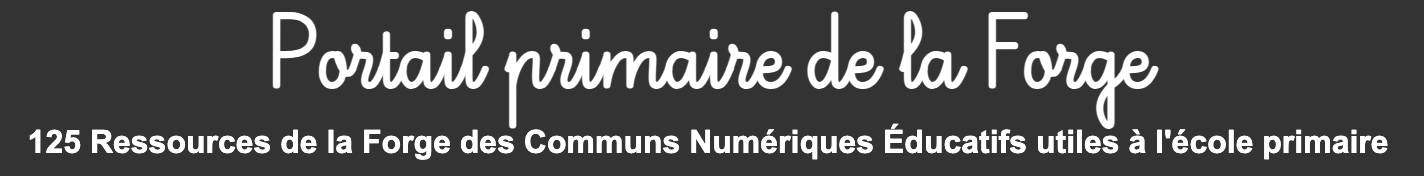 Portail primaire de la Forge
125 Ressources de la Forge des Communs Numériques Éducatifs utiles à l'école primaire